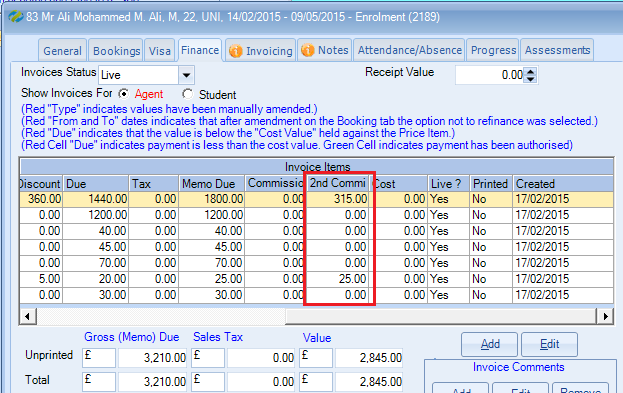 83 Mr Ali Mohammed M. Ali, M, 22, UNI, 14/02/2015 - 09/05/2015 - Enrolment (2189)
General Bookings Visa Finance Invoicing Notes Attendance/Absence Progress Assessments
Invoices Status Live Receipt Value 0.00
Show Invoices For Agent Student
(Red "Type" indicates values have been manually amended.)
(Red "From and To" dates indicates that after amendment on the Booking tab the option not to refinance was selected.)
(Red "Due" indicates that the value is below the "Cost Value" held against the Price Item.)
(Red Cell "Due" indicates payment is less than the cost value. Green Cell indicates payment has been authorised)
Invoice Items
Discount Due Tax Memo Due Commissio 2nd Commi Cost Live ? Printed Created
360.00 1440.00 0.00 1800.00 0.00 315.00 0.00 Yes No 17/02/2015
0.00 1200.00 0.00 1200.00 0.00 0.00 0.00 Yes No 17/02/2015
0.00 40.00 0.00 40.00 0.00 0.00 0.00 Yes No 17/02/2015
0.00 45.00 0.00 45.00 0.00 0.00 0.00 Yes No 17/02/2015
0.00 70.00 0.00 70.00 0.00 0.00 0.00 Yes No 17/02/2015
5.00 20.00 0.00 25.00 0.00 25.00 0.00 Yes No 17/02/2015
0.00 30.00 0.00 30.00 0.00 0.00 0.00 Yes No 17/02/2015
Gross (Memo) Due Sales Tax Value Add Edit
Unprinted £ 3,210.00 £ 0.00 £ 2,845.00
Invoice Comments
Total £ 3,210.00 £ 0.00 £ 2,845.00
Add Edit Remove